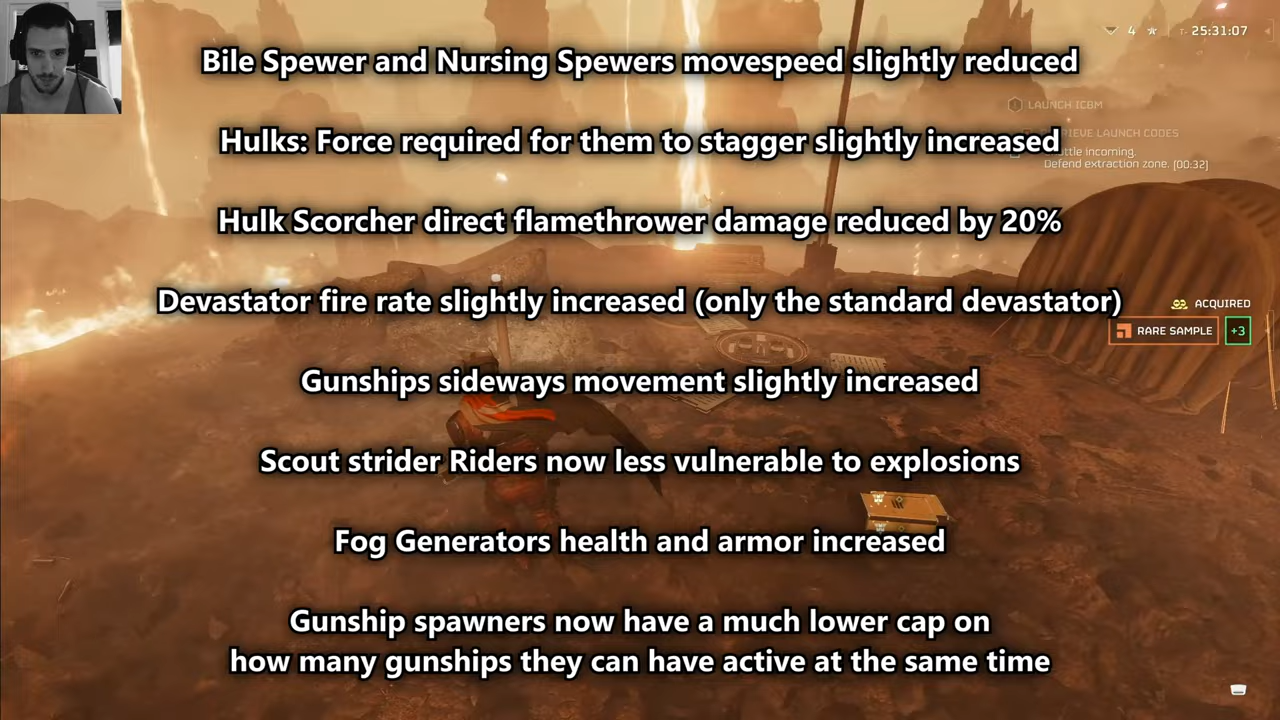 Bile Spewer and Nursing Spewers movespeed slightly reduced
4
T- 25:31:07
LAUNCH ICBM
Hulks: Force required for them to stagger slightly increased
LAUNCH CODES
incoming.
Defend extraction zone. [00:32]
Hulk Scorcher direct flamethrower damage reduced by 20%
Devastator fire rate slightly increased (only the standard devastator)
ACQUIRED
RARE SAMPLE +3
Gunships sideways movement slightly increased
Scout strider Riders now less vulnerable to explosions
Fog Generators health and armor increased
Gunship spawners now have a much lower cap on
how many gunships they can have active at the same time